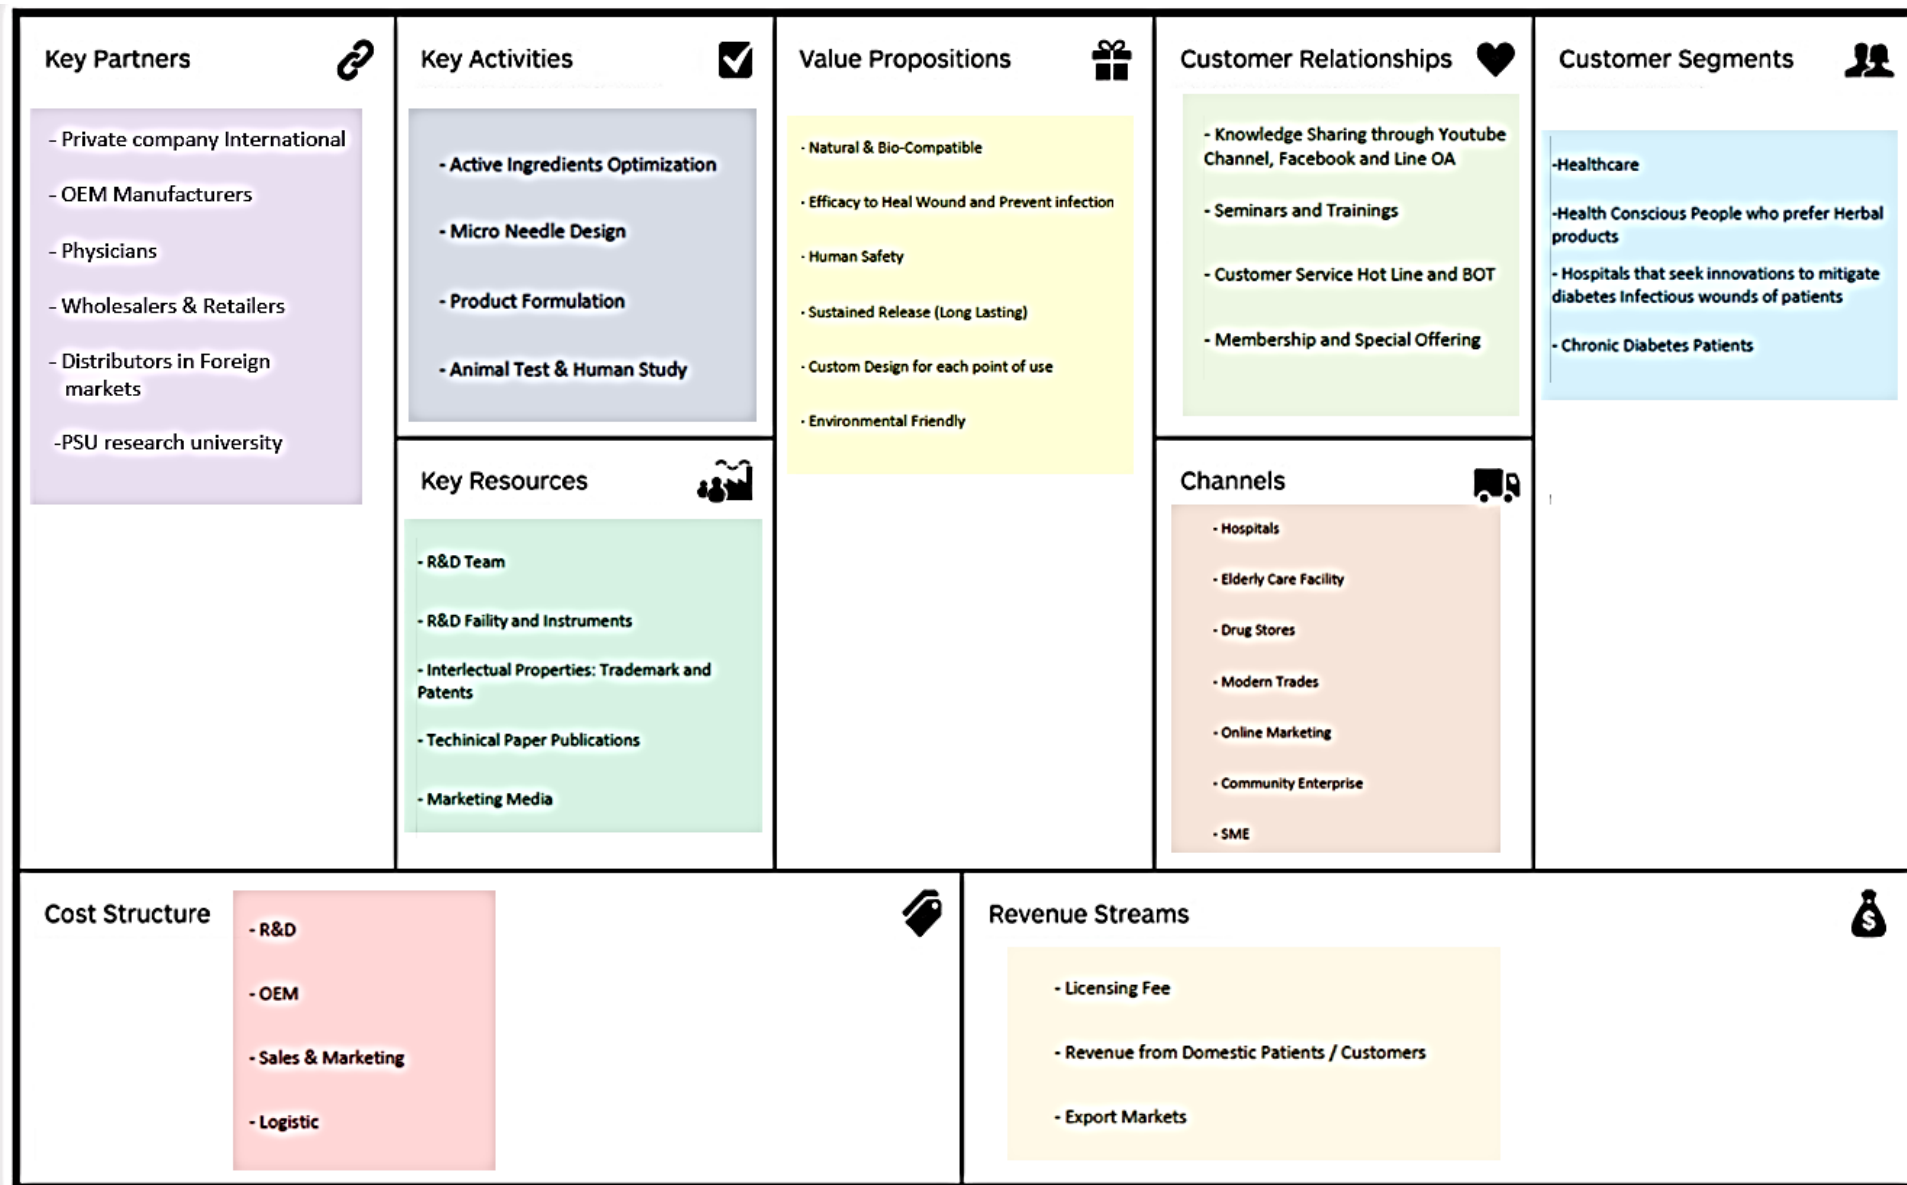 Key Partners
- Private company International
- OEM Manufacturers
- Physicians
- Wholesalers & Retailers
- Distributors in Foreign
markets
-PSU research university
Key Activities
- Active Ingredients Optimization
- Micro Needle Design
- Product Formulation
- Animal Test & Human Study
Key Resources
- R&D Team
- R&D Faility and Instruments
- Interlectual Properties: Trademark and
Patents
- Techinical Paper Publications
- Marketing Media
Value Propositions
- Natural & Bio-Compatible
- Efficacy to Heal Wound and Prevent infection
- Human Safety
- Sustained Release (Long Lasting)
- Custom Design for each point of use
- Environmental Friendly
Customer Relationships
- Knowledge Sharing through Youtube
Channel, Facebook and Line OA
- Seminars and Trainings
- Customer Service Hot Line and BOT
- Membership and Special Offering
Channels
- Hospitals
- Elderly Care Facility
- Drug Stores
- Modern Trades
- Online Marketing
- Community Enterprise
- SME
Customer Segments
-Healthcare
-Health Conscious People who prefer Herbal
products
- Hospitals that seek innovations to mitigate
diabetes Infectious wounds of patients
- Chronic Diabetes Patients
Cost Structure
- R&D
- OEM
- Sales & Marketing
- Logistic
Revenue Streams
$
- Licensing Fee
- Revenue from Domestic Patients / Customers
- Export Markets